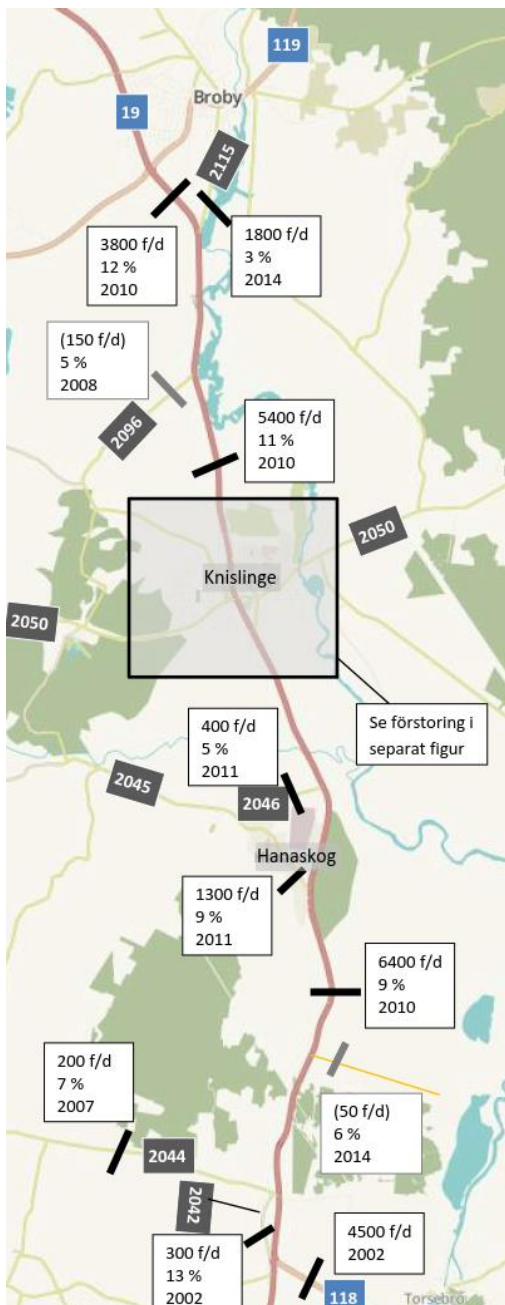 119
Broby
19
2115
3800 f/d
12 %
2010
1800 f/d
3 %
2014
(150 f/d)
5 %
2008
2096
5400 f/d
11 %
2010
2050
Knislinge
2050
Se förstoring i
separat figur
400 f/d
5 %
2011
2045
2046
Hanaskog
1300 f/d
9 %
2011
6400 f/d
9 %
2010
200 f/d
7 %
2007
(50 f/d)
6 %
2014
2044
2042
4500 f/d
2002
300 f/d
13 %
2002
118
Torsebro